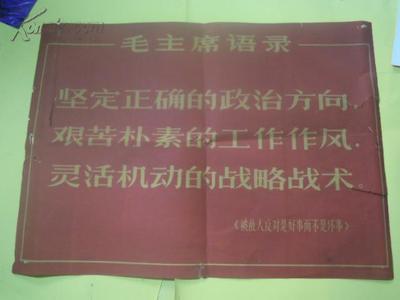 毛主席语录
坚定正确的政治方向，
艰苦朴素的工作作风，
灵活机动的战略战术。
《被敌人反对是好事而不是坏事》